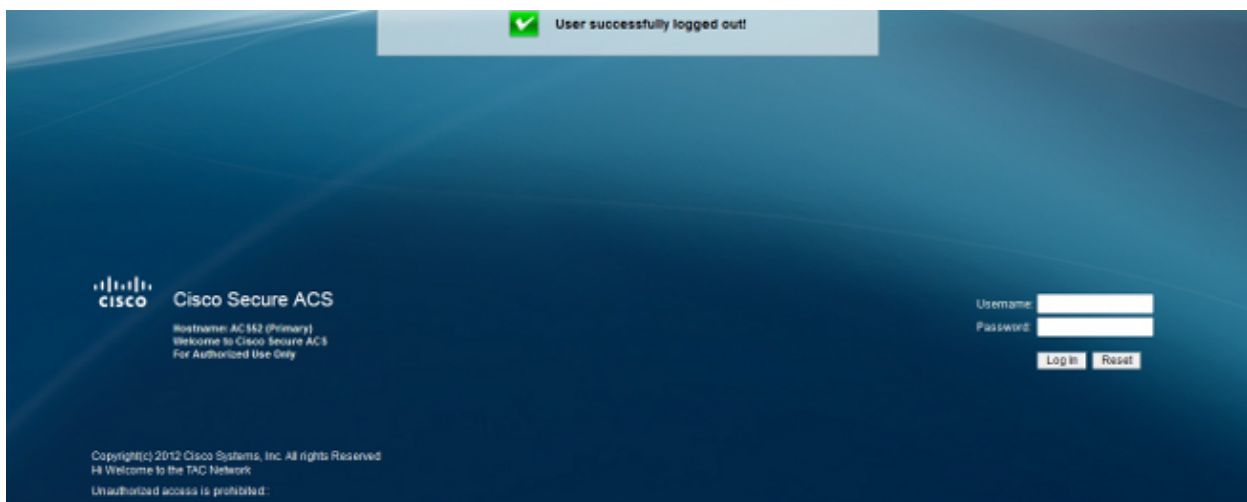 User successfully logged out!
CISCO
Cisco Secure ACS
Hostname: ACS52 (Primary)
Welcome to Cisco Secure ACS
For Authorized Use Only
Username:
Password:
Log In Reset
Copyright(c) 2012 Cisco Systems, Inc. All rights Reserved
Hi Welcome to the TAC Network
Unauthorized access is prohibited::